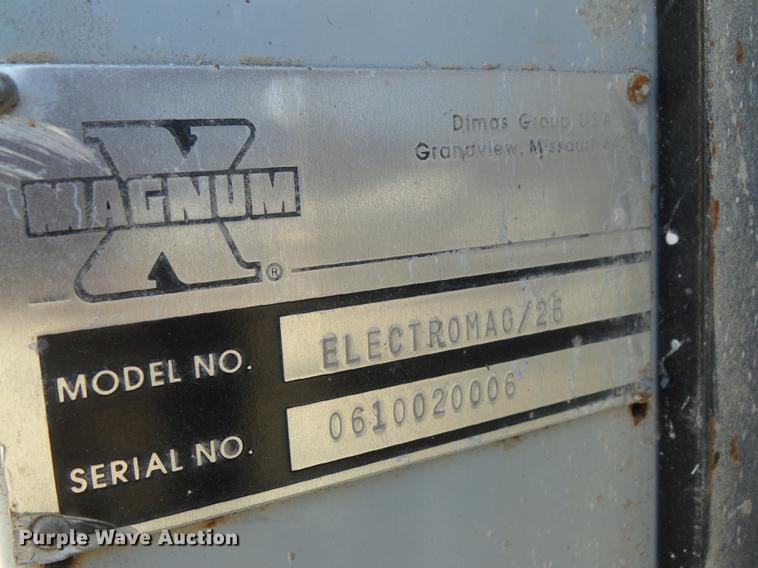 Dimas Group, USA
Grandview, Missouri
MAGNUM
X
®
MODEL NO. ELECTROMAG/26
SERIAL NO. 0610020006
Purple Wave Auction